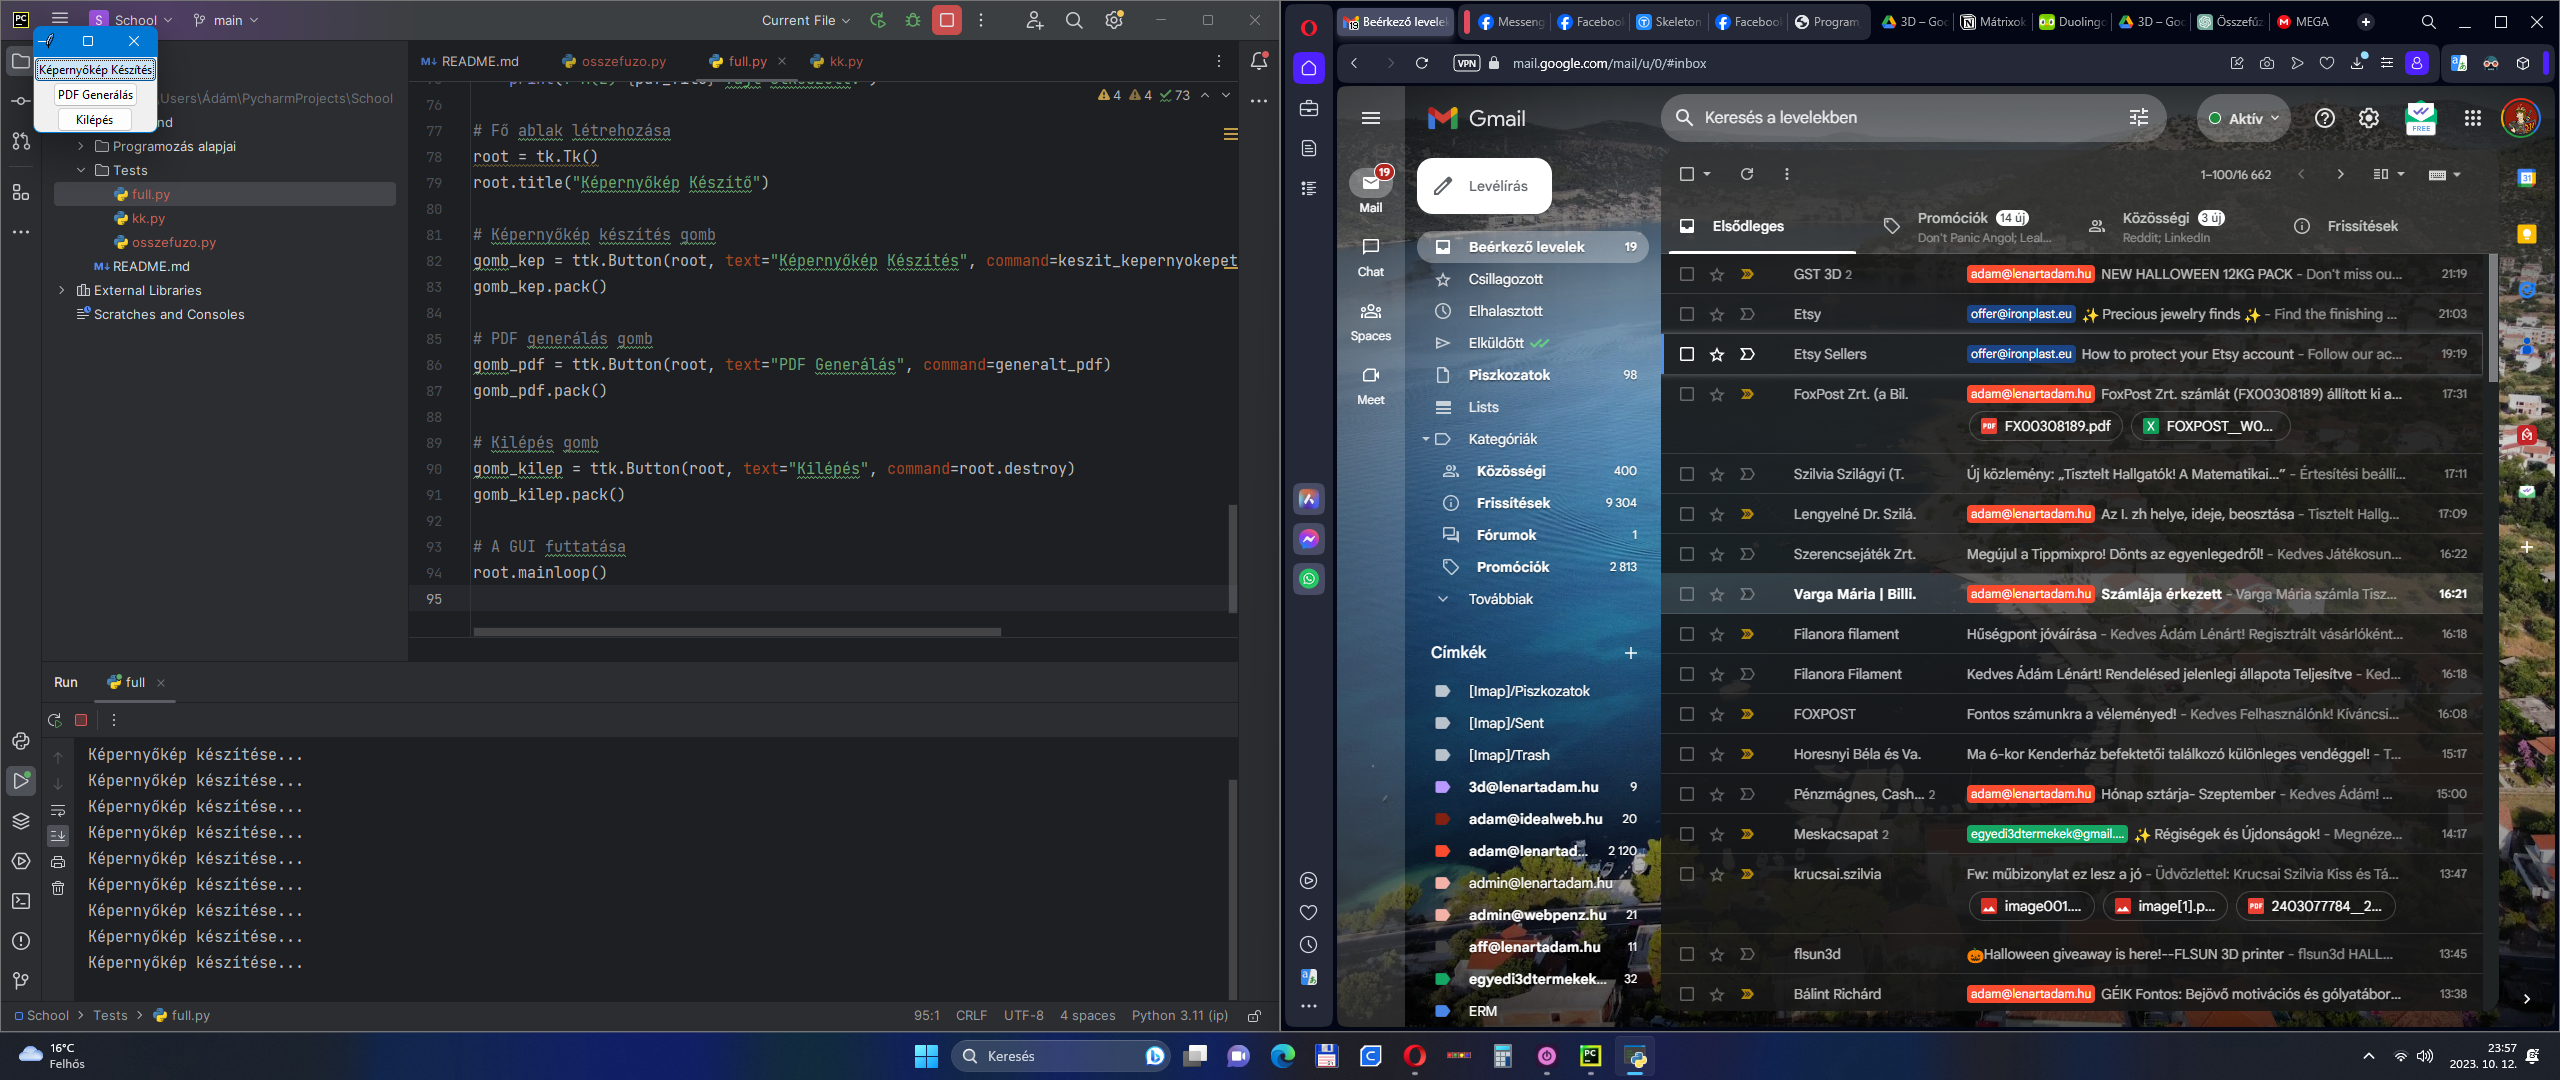 School
main
Current File
Képernyőkép Készítés
PDF Generálás
Kilépés
\Users\Ádám\PycharmProjects\School
Programozás alapjai
Tests
full.py
kk.py
osszefuzo.py
README.md
External Libraries
Scratches and Consoles
README.md
osszefuzo.py
full.py
kk.py
4 4 73
76
77 # Fő ablak létrehozása
78 root = tk.Tk()
79 root.title("Képernyőkép Készítő")
80
81 # Képernyőkép készítés gomb
82 gomb_kep = ttk.Button(root, text="Képernyőkép Készítés", command=keszit_kepernyokepet
83 gomb_kep.pack()
84
85 # PDF generálás gomb
86 gomb_pdf = ttk.Button(root, text="PDF Generálás", command=generalt_pdf)
87 gomb_pdf.pack()
88
89 # Kilépés gomb
90 gomb_kilep = ttk.Button(root, text="Kilépés", command=root.destroy)
91 gomb_kilep.pack()
92
93 # A GUI futtatása
94 root.mainloop()
95
Run
full
Képernyőkép készítése...
Képernyőkép készítése...
Képernyőkép készítése...
Képernyőkép készítése...
Képernyőkép készítése...
Képernyőkép készítése...
Képernyőkép készítése...
Képernyőkép készítése...
Képernyőkép készítése...
School > Tests > full.py
95:1 CRLF UTF-8 4 spaces Python 3.11 (ip)
Beérkező levelek
Messeng
Facebook
Skeleton
Facebook
Program
3D – Goo
Mátrixok
Duolingo
3D – Goo
Összefűz
MEGA
VPN mail.google.com/mail/u/0/#inbox
Gmail
Keresés a levelekben
Aktív
FREE
19
Mail
Chat
Spaces
Meet
Levélírás
Beérkező levelek 19
Csillagozott
Elhalasztott
Elküldött
Piszkozatok 98
Lists
Kategóriák
Közösségi 400
Frissítések 9 304
Fórumok 1
Promóciók 2 813
Továbbiak
Címkék
[Imap]/Piszkozatok
[Imap]/Sent
[Imap]/Trash
3d@lenartadam.hu 9
adam@idealweb.hu 20
adam@lenartad... 2 120
admin@lenartadam.hu
admin@webpenz.hu 21
aff@lenartadam.hu 11
egyedi3dtermekek... 32
ERM
1–100/16 662
Elsődleges
Promóciók 14 új
Don't Panic Angol; Leal...
Közösségi 3 új
Reddit; LinkedIn
Frissítések
GST 3D 2 adam@lenartadam.hu NEW HALLOWEEN 12KG PACK - Don't miss ou... 21:19
Etsy offer@ironplast.eu ✨ Precious jewelry finds ✨ - Find the finishing ... 21:03
Etsy Sellers offer@ironplast.eu How to protect your Etsy account - Follow our ac... 19:19
FoxPost Zrt. (a Bil. adam@lenartadam.hu FoxPost Zrt. számlát (FX00308189) állított ki a... 17:31
FX00308189.pdf
FOXPOST__W0...
Szilvia Szilágyi (T. Új közlemény: „Tisztelt Hallgatók! A Matematikai...” - Értesítési beállí... 17:11
Lengyelné Dr. Szilá. adam@lenartadam.hu Az I. zh helye, ideje, beosztása - Tisztelt Hallg... 17:09
Szerencsejáték Zrt. Megújul a Tippmixpro! Dönts az egyenlegedről! - Kedves Játékosun... 16:22
Varga Mária | Billi. adam@lenartadam.hu Számlája érkezett - Varga Mária számla Tisz... 16:21
Filanora filament Hűségpont jóváírása - Kedves Ádám Lénárt! Regisztrált vásárlóként... 16:18
Filanora Filament Kedves Ádám Lénárt! Rendelésed jelenlegi állapota Teljesítve - Ked... 16:18
FOXPOST Fontos számunkra a véleményed! - Kedves Felhasználónk! Kíváncsi... 16:08
Horesnyi Béla és Va. Ma 6-kor Kenderház befektetői találkozó különleges vendéggel! - T... 15:17
Pénzmágnes, Cash... 2 adam@lenartadam.hu Hónap sztárja- Szeptember - Kedves Ádám! ... 15:00
Meskacsapat 2 egyedi3dtermekek@gmail.... ✨ Régiségek és Újdonságok! - Megnéze... 14:17
krucsai.szilvia Fw: műbizonylat ez lesz a jó - Üdvözlettel: Krucsai Szilvia Kiss és Tá... 13:47
image001....
image[1].p...
2403077784__2...
flsun3d 🎃Halloween giveaway is here!--FLSUN 3D printer - flsun3d HALL... 13:45
Bálint Richárd adam@lenartadam.hu GÉIK Fontos: Bejövő motivációs és gólyatábor... 13:38
16°C
Felhős
Keresés
23:57
2023. 10. 12.